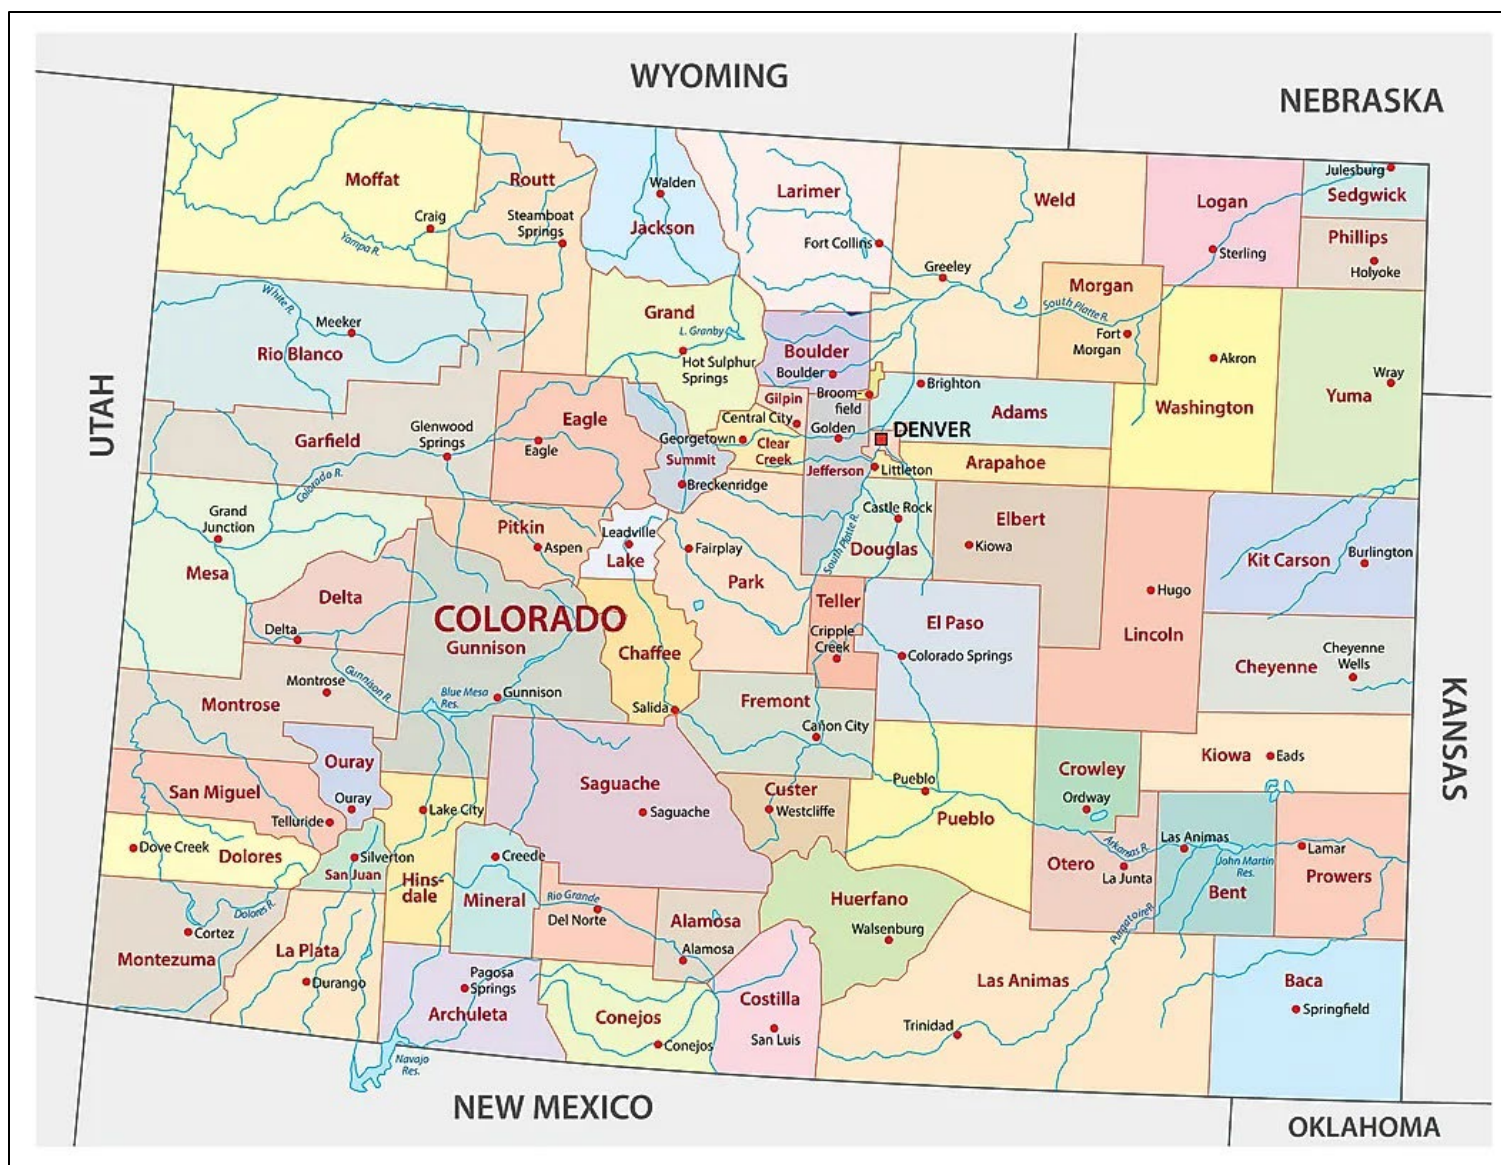 WYOMING
NEBRASKA
UTAH
KANSAS
NEW MEXICO
OKLAHOMA
COLORADO
DENVER
Moffat
Craig
Yampa R.
Routt
Steamboat
Springs
Walden
Jackson
Larimer
Fort Collins
Weld
Greeley
Logan
Sterling
Julesburg
Sedgwick
Phillips
Holyoke
Morgan
South Platte R.
Fort
Morgan
Akron
Washington
Wray
Yuma
White R.
Meeker
Rio Blanco
Grand
L. Granby
Hot Sulphur
Springs
Boulder
Boulder
Broom-
field
Brighton
Adams
Gilpin
Central City
Golden
Georgetown
Clear
Creek
Jefferson
Littleton
Arapahoe
Garfield
Glenwood
Springs
Colorado R.
Eagle
Eagle
Summit
Breckenridge
Grand
Junction
Mesa
Pitkin
Aspen
Leadville
Lake
Fairplay
Park
South Platte R.
Castle Rock
Douglas
Elbert
Kiowa
Kit Carson
Burlington
Hugo
Lincoln
Delta
Delta
Gunnison
Gunnison
Gunnison R.
Blue Mesa
Res.
Chaffee
Salida
Teller
Cripple
Creek
El Paso
Colorado Springs
Cheyenne
Cheyenne
Wells
Montrose
Montrose
Fremont
Cañon City
Ouray
Ouray
San Miguel
Telluride
Lake City
Saguache
Saguache
Custer
Westcliffe
Pueblo
Pueblo
Crowley
Ordway
Kiowa
Eads
Dove Creek
Dolores
Silverton
San Juan
Hins-
dale
Creede
Mineral
Rio Grande
Del Norte
Alamosa
Alamosa
Huerfano
Walsenburg
Otero
Arkansas R.
La Junta
Las Animas
John Martin
Res.
Bent
Lamar
Prowers
Purgatoire R.
Dolores R.
Cortez
Montezuma
La Plata
Durango
Pagosa
Springs
Archuleta
Navajo
Res.
Conejos
Conejos
Costilla
San Luis
Las Animas
Trinidad
Baca
Springfield